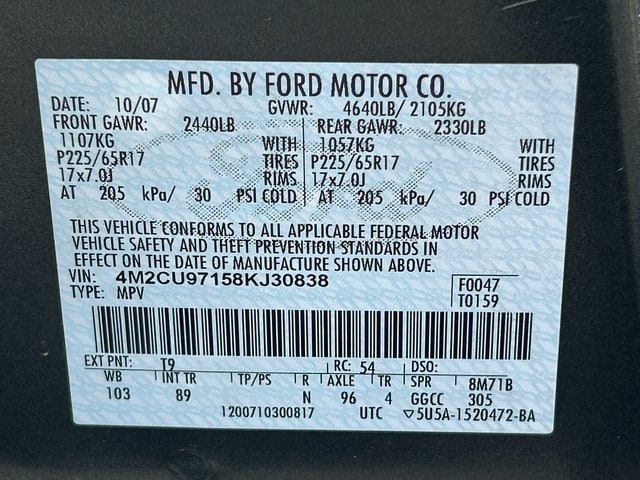 MFD. BY FORD MOTOR CO.
DATE: 10/07 GVWR: 4640LB/ 2105KG
FRONT GAWR: 2440LB REAR GAWR: 2330LB
1107KG WITH 1057KG WITH
P225/65R17 TIRES P225/65R17 TIRES
17x7.0J RIMS 17x7.0J RIMS
AT 205 kPa/ 30 PSI COLD AT 205 kPa/ 30 PSI COLD
THIS VEHICLE CONFORMS TO ALL APPLICABLE FEDERAL MOTOR
VEHICLE SAFETY AND THEFT PREVENTION STANDARDS IN
EFFECT ON THE DATE OF MANUFACTURE SHOWN ABOVE.
VIN: 4M2CU97158KJ30838 F0047
TYPE: MPV T0159
EXT PNT: T9 RC: 54 DSO:
WB INT TR TP/PS R AXLE TR SPR 8M71B
103 89 N 96 4 GGCC 305
1200710300817 UTC ▽5U5A-1520472-BA